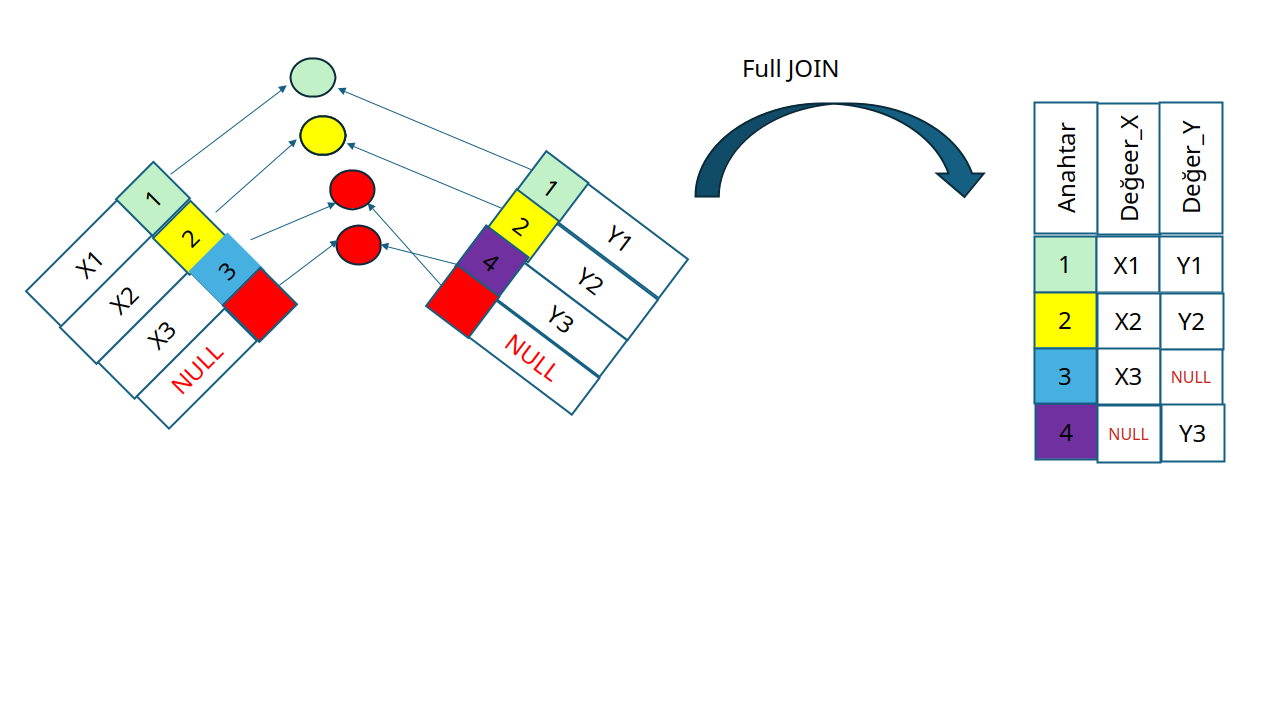 Full JOIN
1
2
3
X1
X2
X3
NULL
1
2
4
Y1
Y2
Y3
NULL
Anahtar Değeer_X Değer_Y
1 X1 Y1
2 X2 Y2
3 X3 NULL
4 NULL Y3